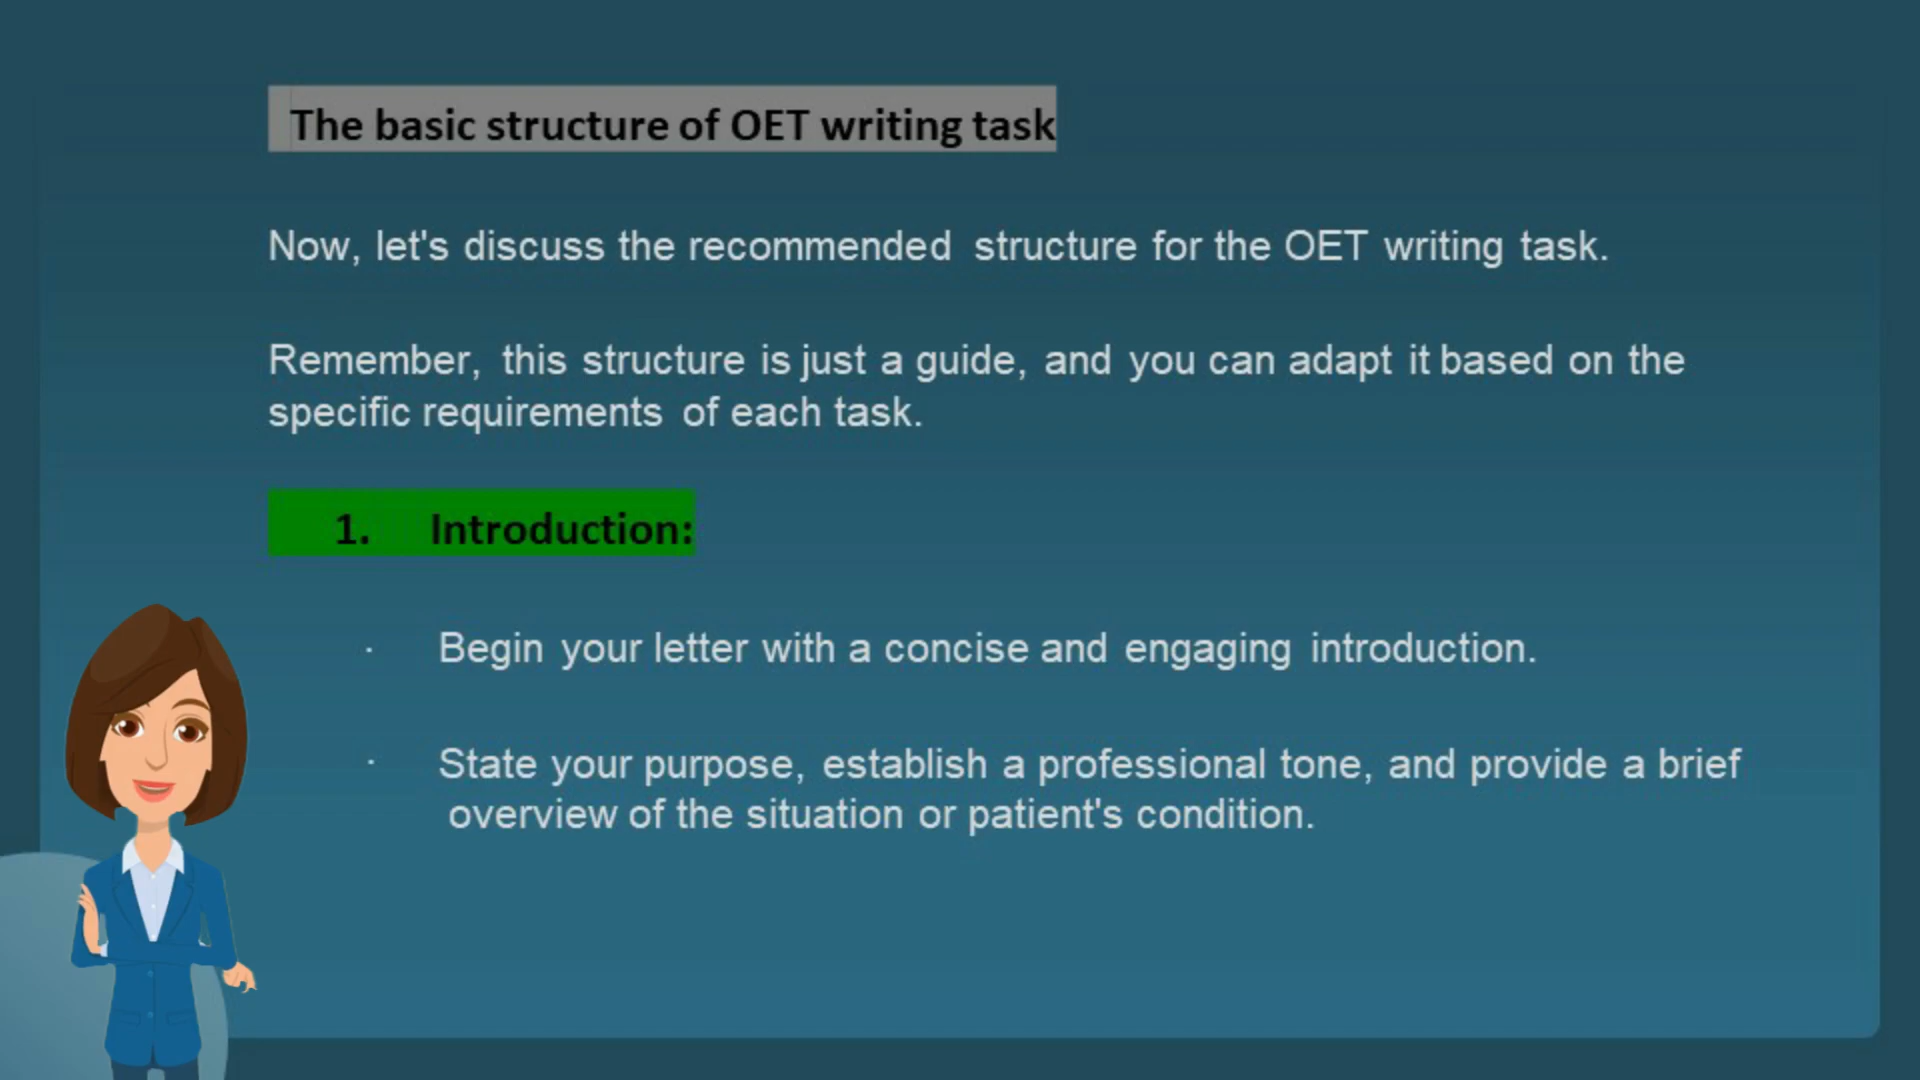 The basic structure of OET writing task
Now, let's discuss the recommended structure for the OET writing task.
Remember, this structure is just a guide, and you can adapt it based on the
specific requirements of each task.
1. Introduction:
· Begin your letter with a concise and engaging introduction.
· State your purpose, establish a professional tone, and provide a brief
overview of the situation or patient's condition.